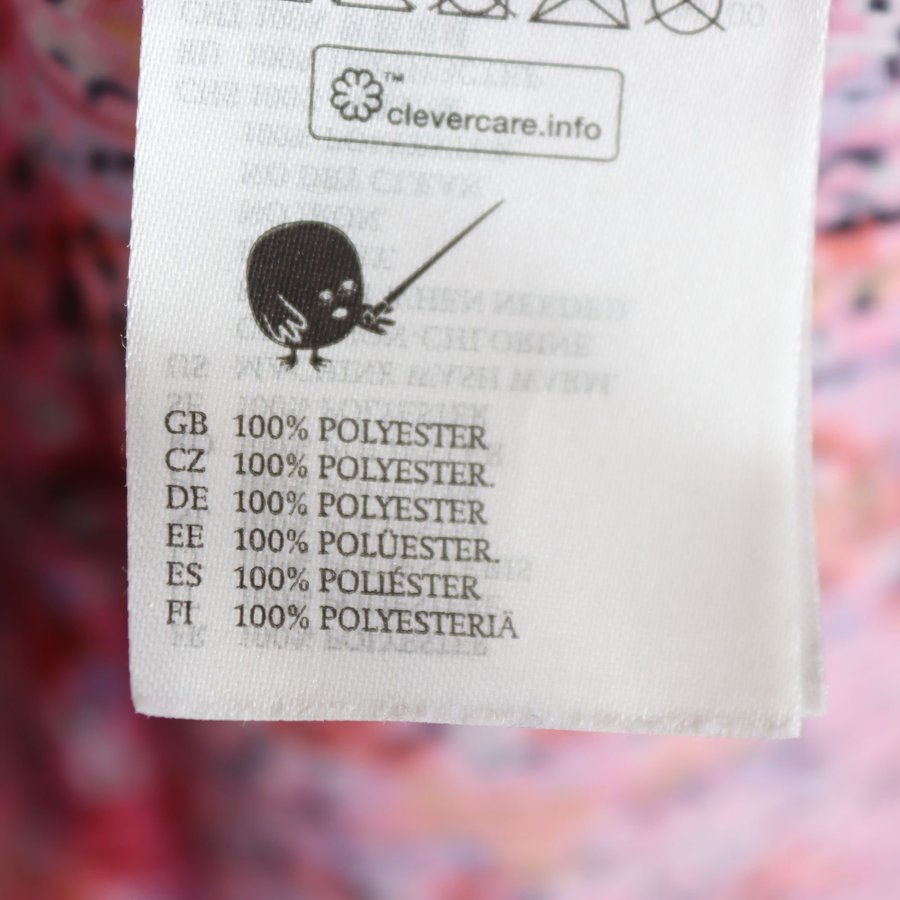 ™
clevercare.info
GB 100% POLYESTER
CZ 100% POLYESTER.
DE 100% POLYESTER
EE 100% POLÜESTER.
ES 100% POLIÉSTER
FI 100% POLYESTERIÄ